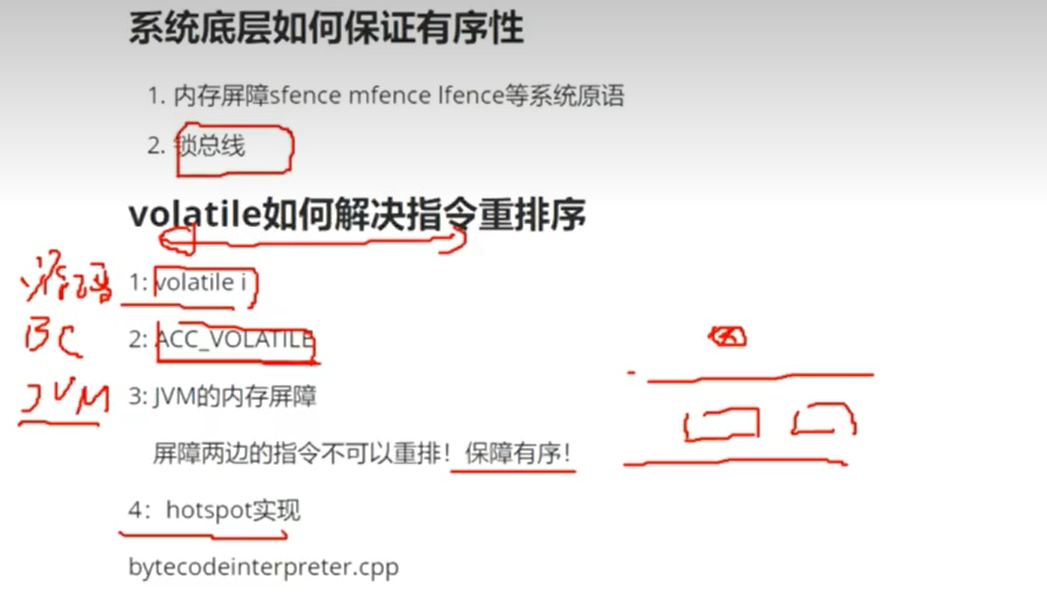 系统底层如何保证有序性
1. 内存屏障sfence mfence lfence等系统原语
2. 锁总线
volatile如何解决指令重排序
源码 1: volatile i
BC 2: ACC_VOLATILE
JVM 3: JVM的内存屏障
屏障两边的指令不可以重排！保障有序！
4：hotspot实现
bytecodeinterpreter.cpp